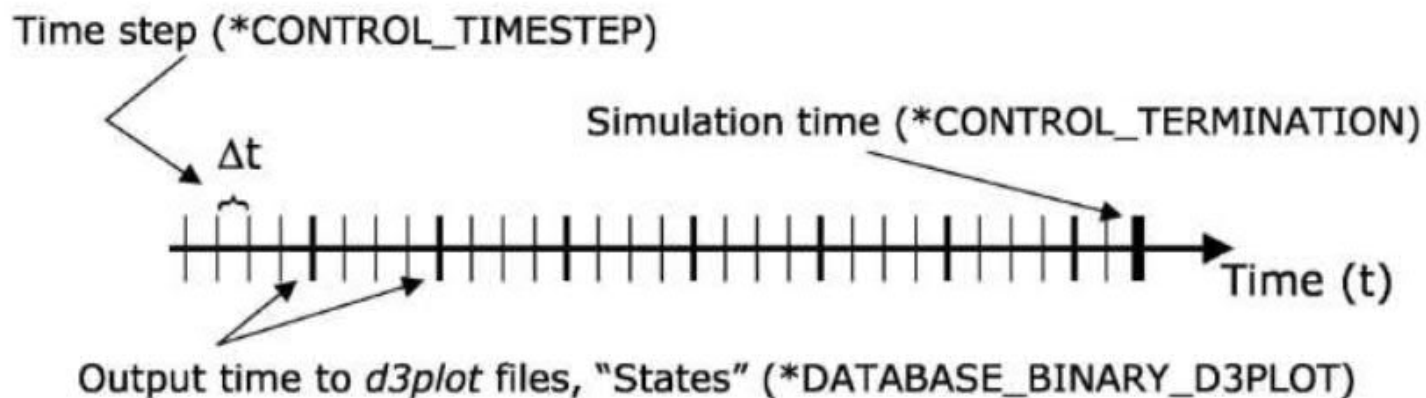 Time step (*CONTROL_TIMESTEP)
Simulation time (*CONTROL_TERMINATION)
Δt
Time (t)
Output time to d3plot files, “States” (*DATABASE_BINARY_D3PLOT)